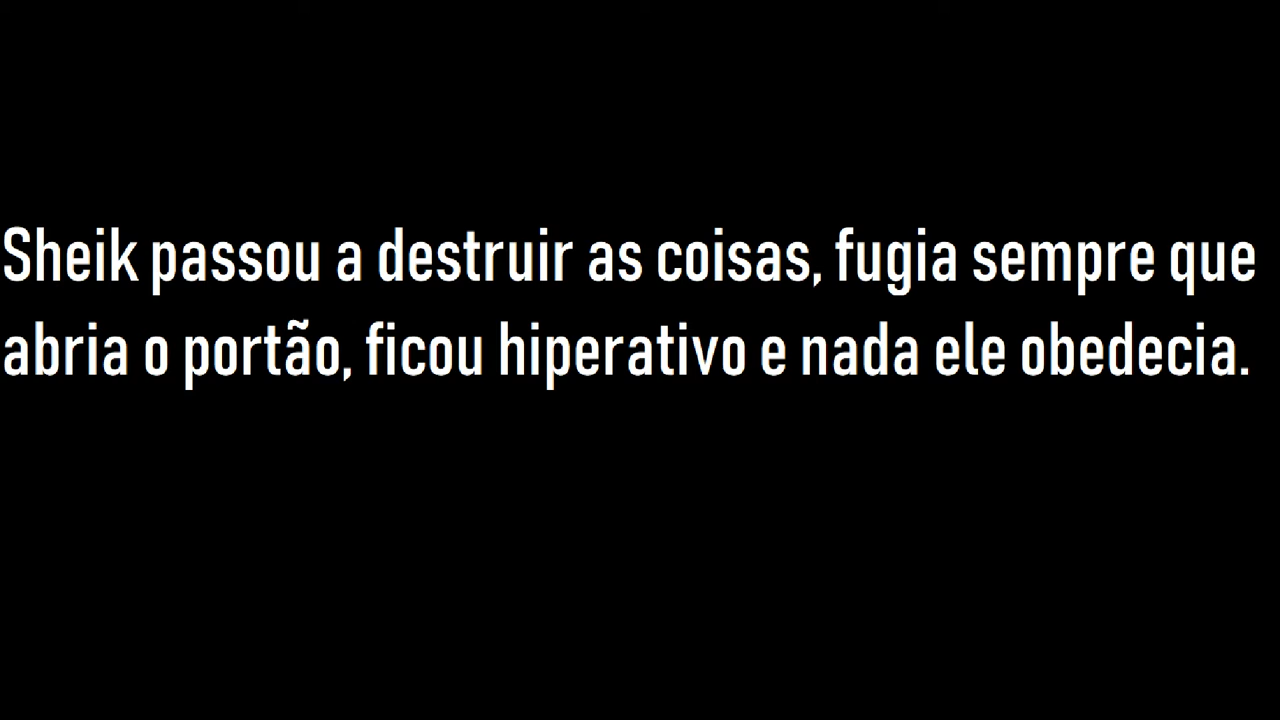 Sheik passou a destruir as coisas, fugia sempre que
abria o portão, ficou hiperativo e nada ele obedecia.